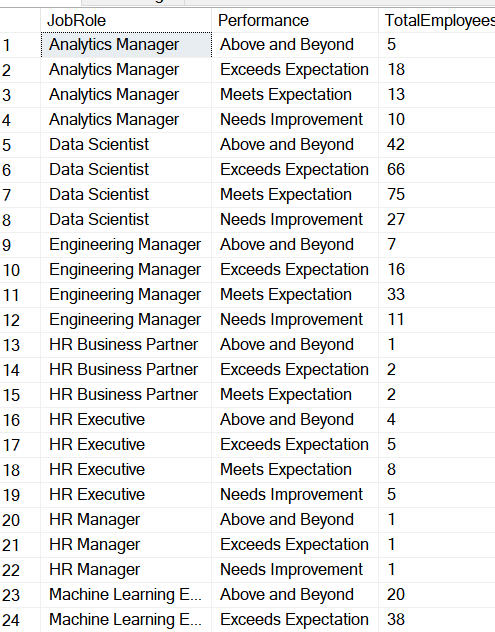 JobRole Performance TotalEmployees
1 Analytics Manager Above and Beyond 5
2 Analytics Manager Exceeds Expectation 18
3 Analytics Manager Meets Expectation 13
4 Analytics Manager Needs Improvement 10
5 Data Scientist Above and Beyond 42
6 Data Scientist Exceeds Expectation 66
7 Data Scientist Meets Expectation 75
8 Data Scientist Needs Improvement 27
9 Engineering Manager Above and Beyond 7
10 Engineering Manager Exceeds Expectation 16
11 Engineering Manager Meets Expectation 33
12 Engineering Manager Needs Improvement 11
13 HR Business Partner Above and Beyond 1
14 HR Business Partner Exceeds Expectation 2
15 HR Business Partner Meets Expectation 2
16 HR Executive Above and Beyond 4
17 HR Executive Exceeds Expectation 5
18 HR Executive Meets Expectation 8
19 HR Executive Needs Improvement 5
20 HR Manager Above and Beyond 1
21 HR Manager Exceeds Expectation 1
22 HR Manager Needs Improvement 1
23 Machine Learning E... Above and Beyond 20
24 Machine Learning E... Exceeds Expectation 38